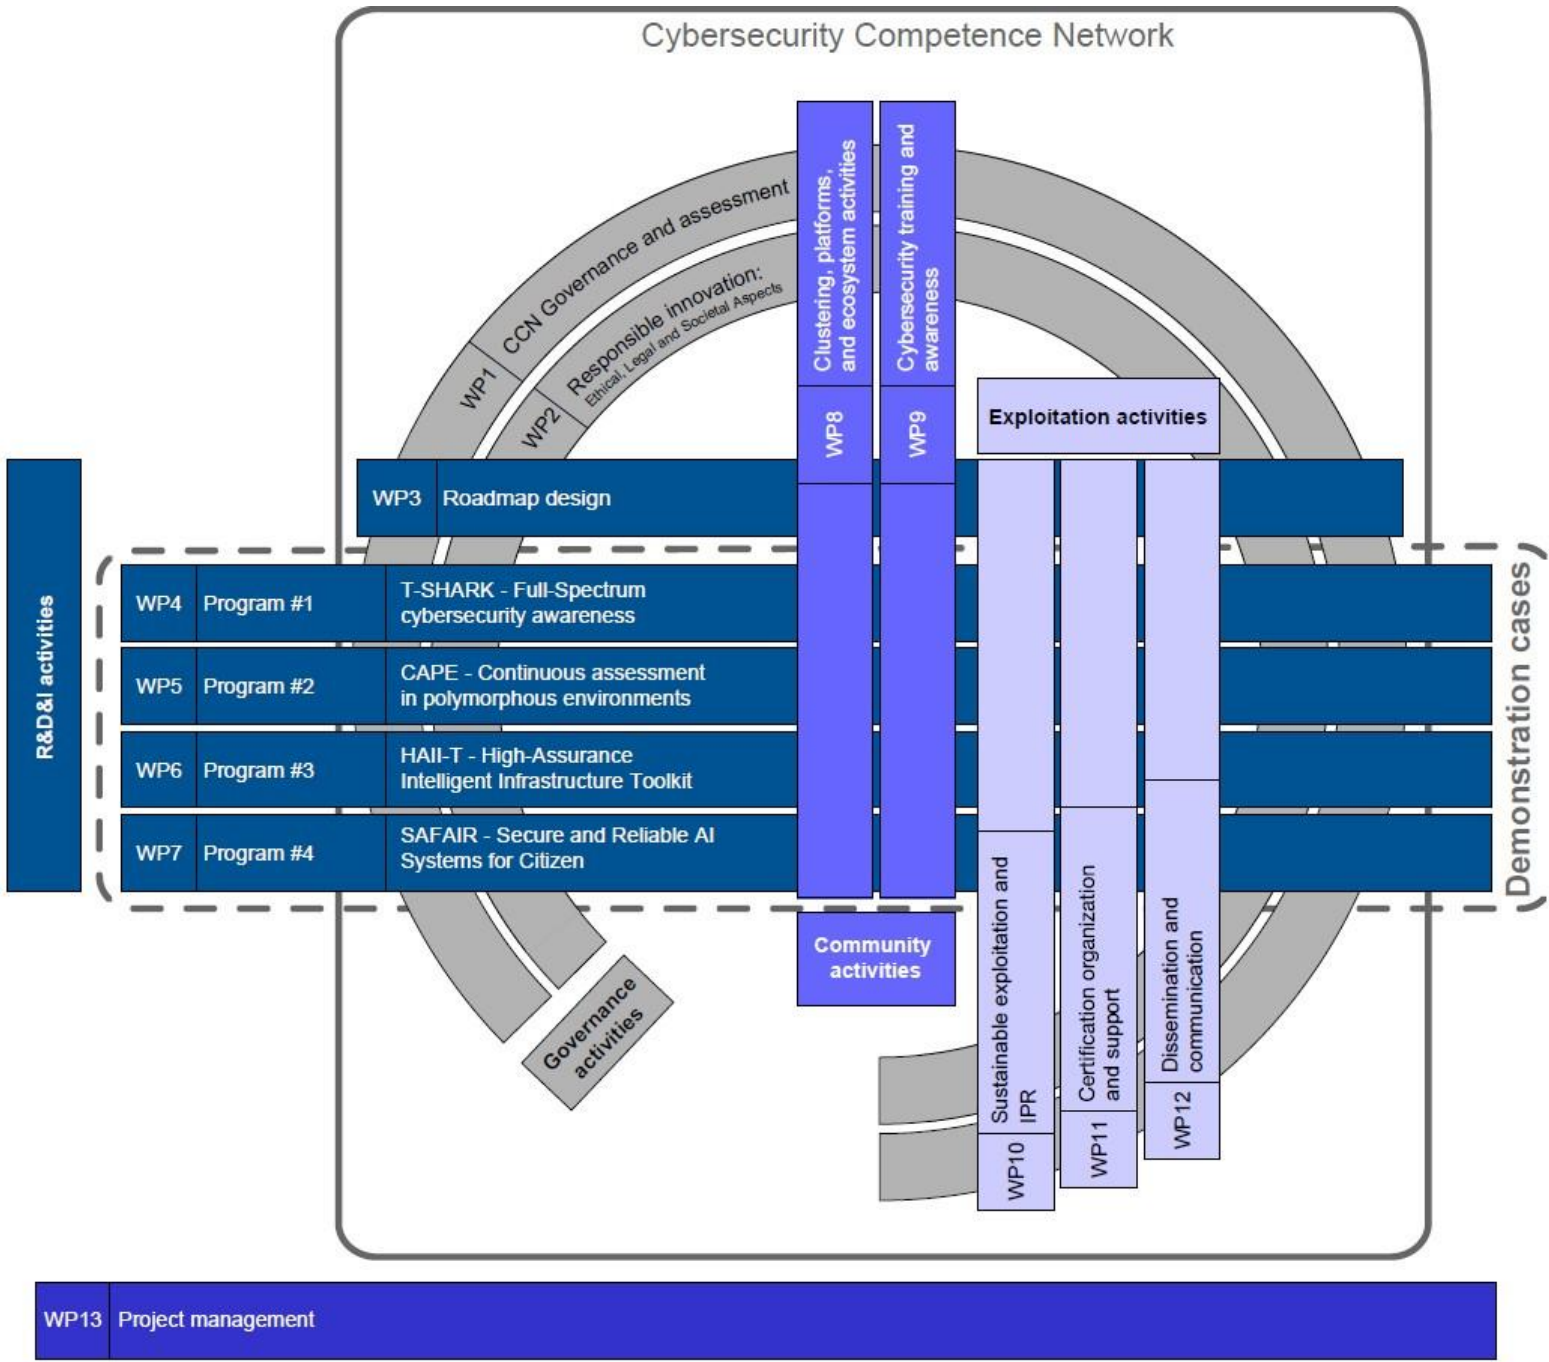 Cybersecurity Competence Network
Clustering, platforms,
and ecosystem activities
WP8
Cybersecurity training and
awareness
WP9
WP1
CCN Governance and assessment
WP2
Responsible innovation:
Ethical, Legal and Societal Aspects
Exploitation activities
R&D&I activities
WP3
Roadmap design
WP4
Program #1
T-SHARK - Full-Spectrum
cybersecurity awareness
WP5
Program #2
CAPE - Continuous assessment
in polymorphous environments
WP6
Program #3
HAII-T - High-Assurance
Intelligent Infrastructure Toolkit
WP7
Program #4
SAFAIR - Secure and Reliable AI
Systems for Citizen
Demonstration cases
Community
activities
Governance
activities
Sustainable exploitation and
IPR
WP10
Certification organization
and support
WP11
Dissemination and
communication
WP12
WP13
Project management